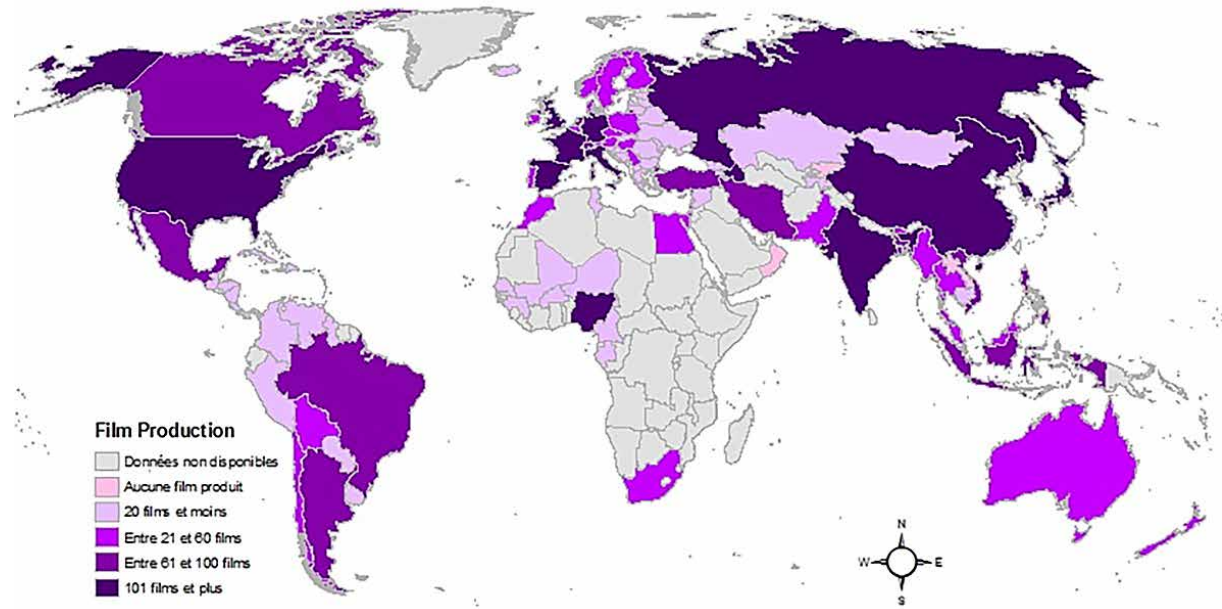 Film Production
Données non disponibles
Aucune film produit
20 films et moins
Entre 21 et 60 films
Entre 61 et 100 films
101 films et plus
N
W E
S